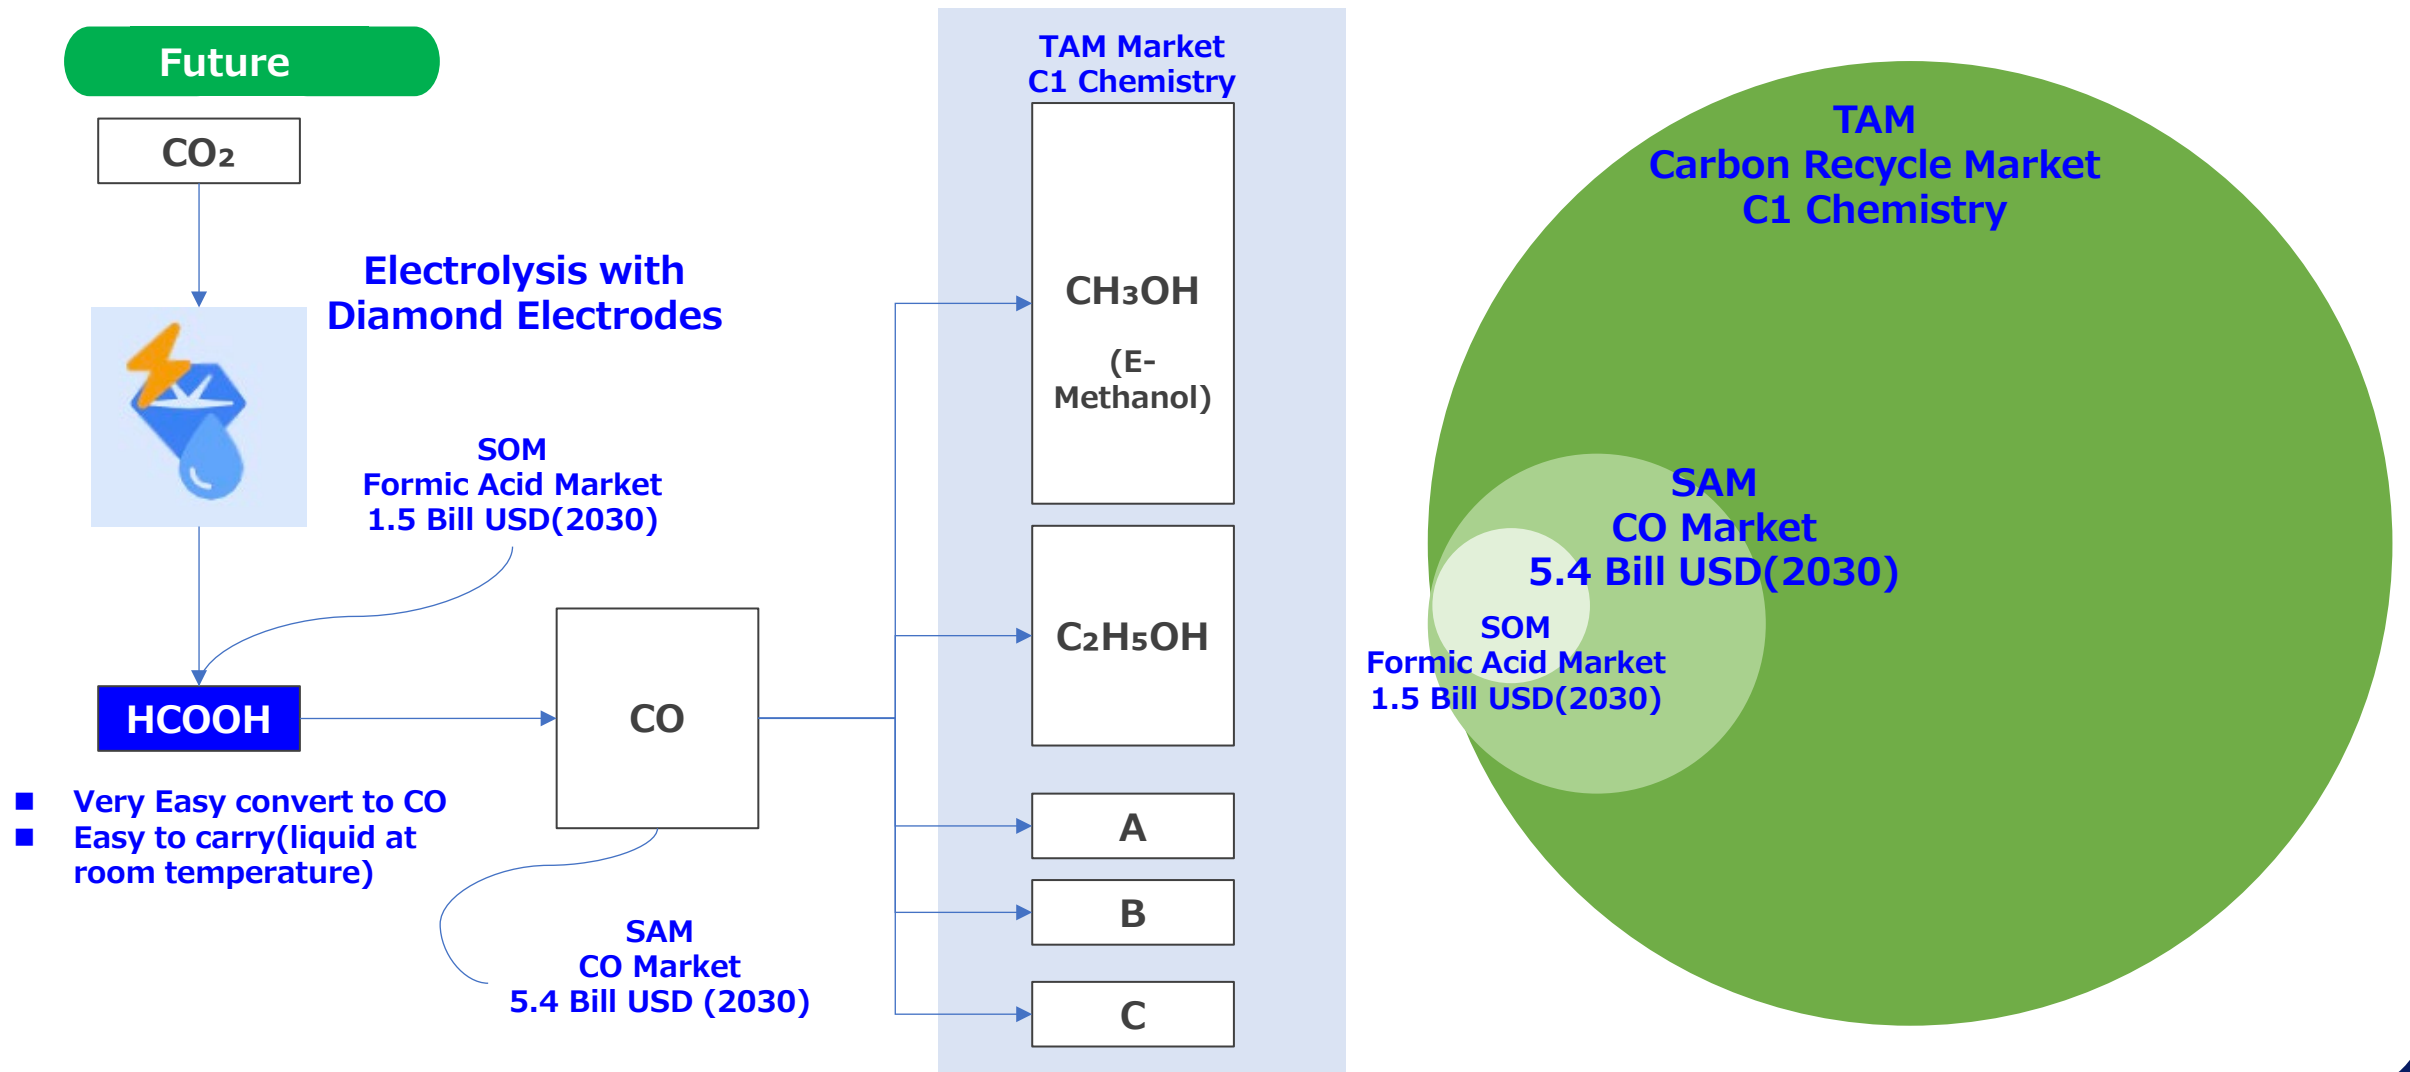 Future
CO₂
Electrolysis with
Diamond Electrodes
SOM
Formic Acid Market
1.5 Bill USD(2030)
HCOOH
■ Very Easy convert to CO
■ Easy to carry(liquid at
room temperature)
CO
SAM
CO Market
5.4 Bill USD (2030)
TAM Market
C1 Chemistry
CH₃OH
(E-
Methanol)
C₂H₅OH
A
B
C
TAM
Carbon Recycle Market
C1 Chemistry
SAM
CO Market
5.4 Bill USD(2030)
SOM
Formic Acid Market
1.5 Bill USD(2030)